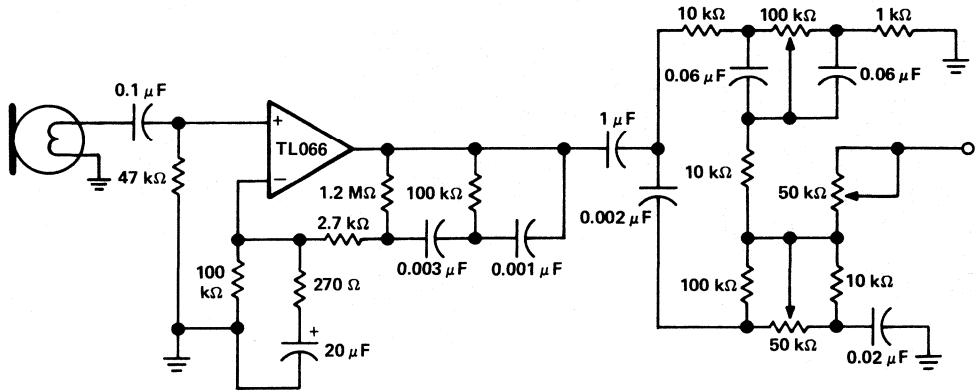 10 kΩ
100 kΩ
1 kΩ
0.06 μF
0.06 μF
0.1 μF
+
TL066
−
1 μF
47 kΩ
1.2 MΩ
100 kΩ
10 kΩ
50 kΩ
0.002 μF
2.7 kΩ
0.003 μF
0.001 μF
100
kΩ
270 Ω
100 kΩ
10 kΩ
+
20 μF
50 kΩ
0.02 μF